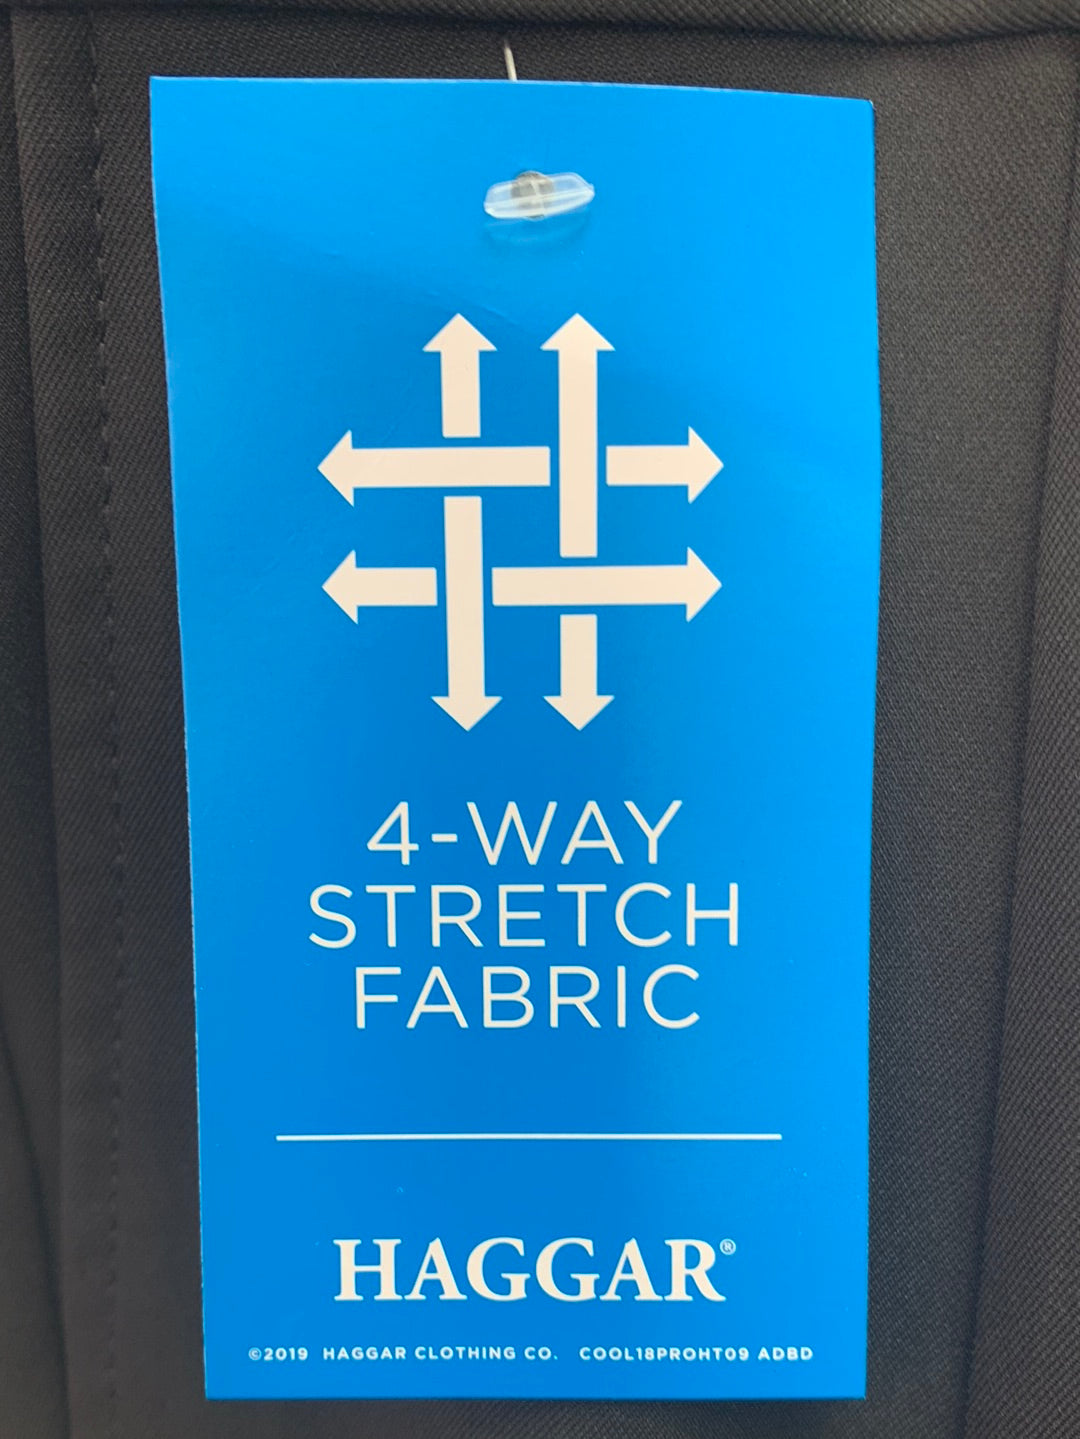 4-WAY
STRETCH
FABRIC
HAGGAR®
©2019 HAGGAR CLOTHING CO. COOL18PROHT09 ADBD